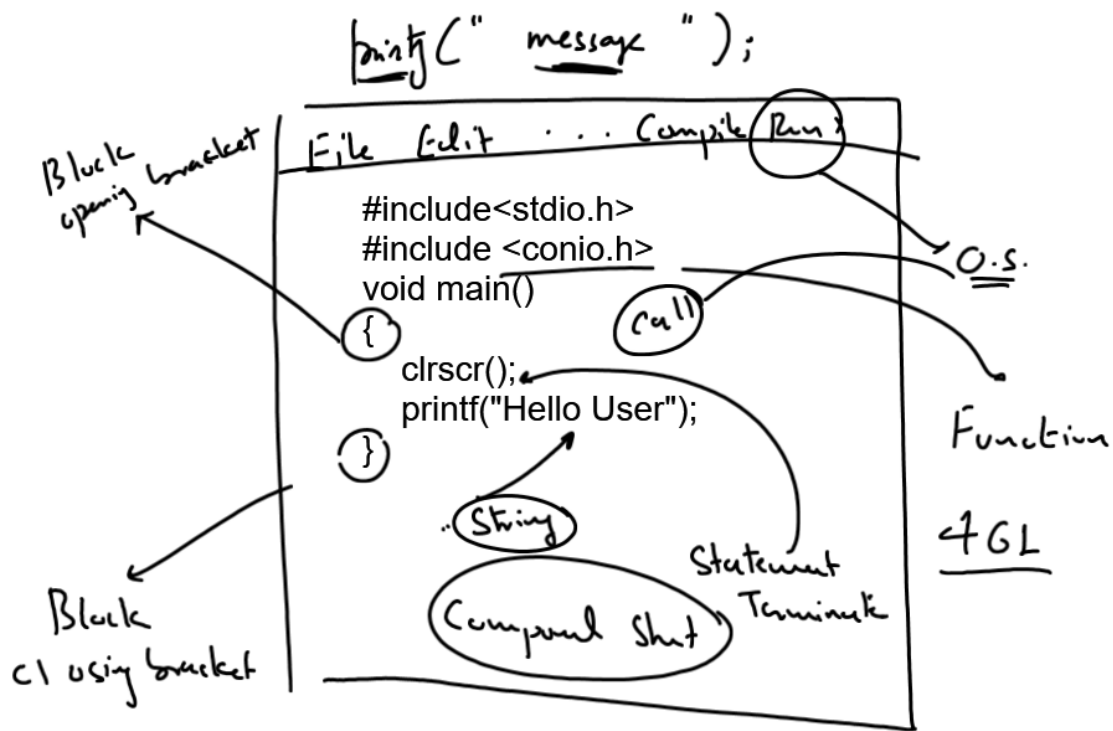 printf(" message ");
File Edit ... Compile Run
Block
opening bracket
#include<stdio.h>
#include <conio.h>
void main()
{
clrscr();
printf("Hello User");
}
Call
O.S.
Function
4GL
String
Statement
Terminate
Compound Stmt
Block
closing bracket